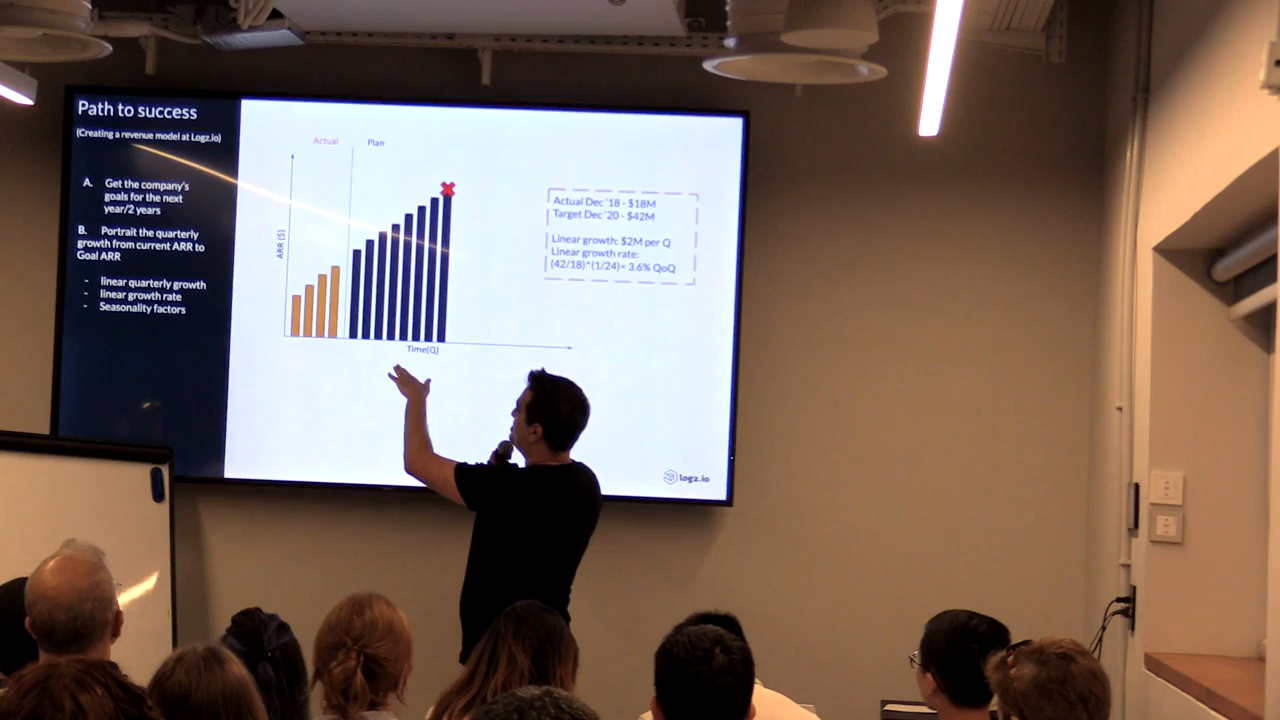 Path to success
(Creating a revenue model at Logz.io)
A. Get the company's
goals for the next
year/2 years
B. Portrait the quarterly
growth from current ARR to
Goal ARR
- linear quarterly growth
- linear growth rate
- Seasonality factors
Actual
Plan
ARR ($)
Time(Q)
Actual Dec '18 - $18M
Target Dec '20 - $42M
Linear growth: $2M per Q
Linear growth rate:
(42/18)^(1/24)= 3.6% QoQ
logz.io